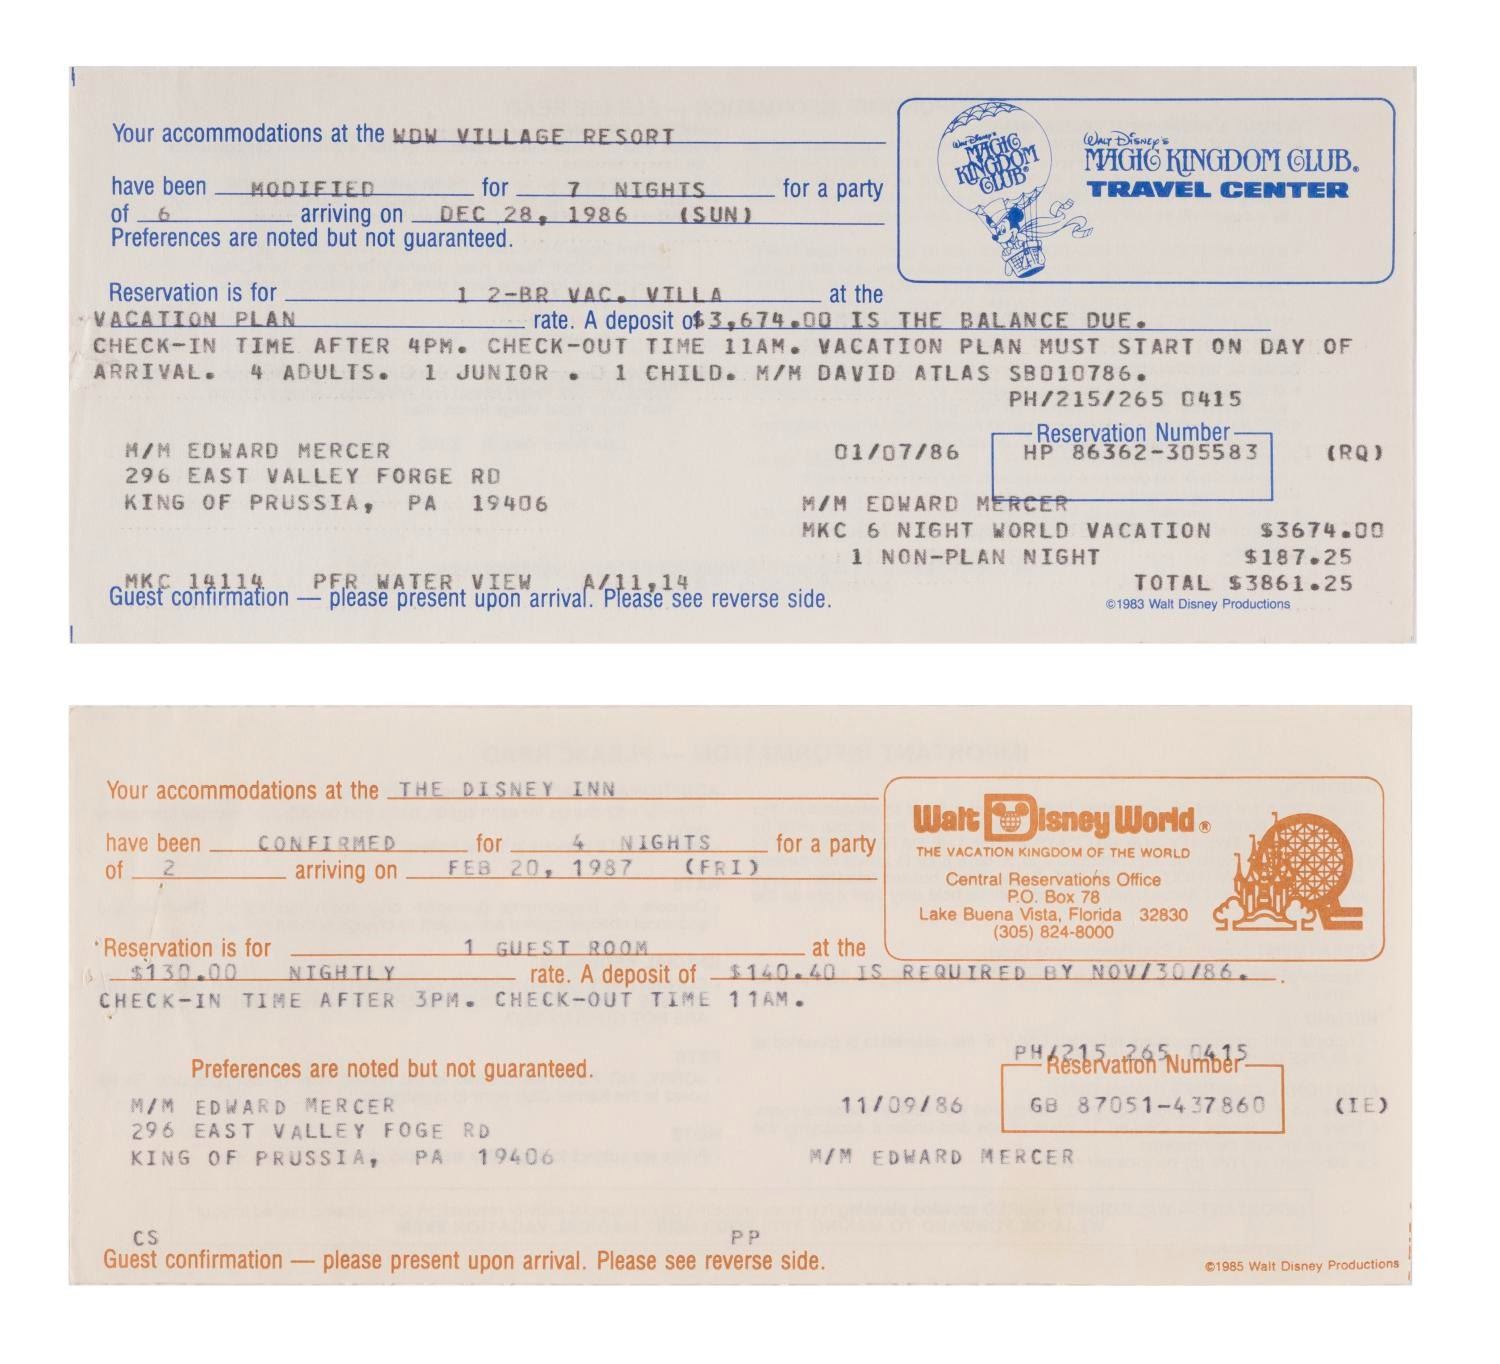 Your accommodations at the WDW VILLAGE RESORT
have been MODIFIED for 7 NIGHTS for a party
of 6 arriving on DEC 28, 1986 (SUN)
Preferences are noted but not guaranteed.
Walt Disney's
MAGIC KINGDOM CLUB®
Walt Disney's
MAGIC KINGDOM CLUB®
TRAVEL CENTER
Reservation is for 1 2-BR VAC. VILLA at the
VACATION PLAN rate. A deposit of $3,674.00 IS THE BALANCE DUE.
CHECK-IN TIME AFTER 4PM. CHECK-OUT TIME 11AM. VACATION PLAN MUST START ON DAY OF
ARRIVAL. 4 ADULTS. 1 JUNIOR . 1 CHILD. M/M DAVID ATLAS SB010786.
PH/215/265 0415
Reservation Number
M/M EDWARD MERCER 01/07/86 HP 86362-305583 (RQ)
296 EAST VALLEY FORGE RD
KING OF PRUSSIA, PA 19406 M/M EDWARD MERCER
MKC 6 NIGHT WORLD VACATION $3674.00
1 NON-PLAN NIGHT $187.25
MKC 14114 PFR WATER VIEW A/11,14 TOTAL $3861.25
Guest confirmation — please present upon arrival. Please see reverse side.
©1983 Walt Disney Productions
Your accommodations at the THE DISNEY INN
have been CONFIRMED for 4 NIGHTS for a party
of 2 arriving on FEB 20, 1987 (FRI)
Walt Disney World®
THE VACATION KINGDOM OF THE WORLD
Central Reservations Office
P.O. Box 78
Lake Buena Vista, Florida 32830
(305) 824-8000
Reservation is for 1 GUEST ROOM at the
$130.00 NIGHTLY rate. A deposit of $140.40 IS REQUIRED BY NOV/30/86. .
CHECK-IN TIME AFTER 3PM. CHECK-OUT TIME 11AM.
PH/215 265 0415
Preferences are noted but not guaranteed. Reservation Number
M/M EDWARD MERCER 11/09/86 GB 87051-437860 (IE)
296 EAST VALLEY FOGE RD
KING OF PRUSSIA, PA 19406 M/M EDWARD MERCER
CS PP
Guest confirmation — please present upon arrival. Please see reverse side.
©1985 Walt Disney Productions